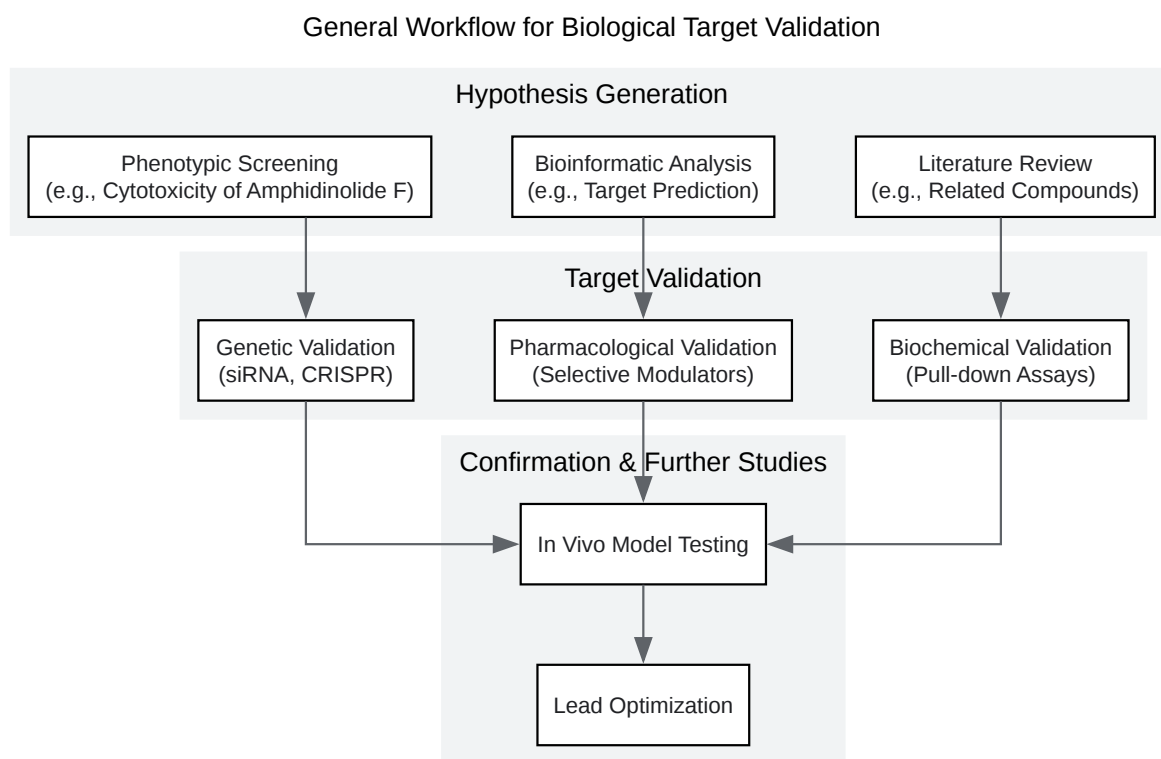 General Workflow for Biological Target Validation
Hypothesis Generation
Phenotypic Screening
(e.g., Cytotoxicity of Amphidinolide F)
Bioinformatic Analysis
(e.g., Target Prediction)
Literature Review
(e.g., Related Compounds)
Target Validation
Genetic Validation
(siRNA, CRISPR)
Pharmacological Validation
(Selective Modulators)
Biochemical Validation
(Pull-down Assays)
Confirmation & Further Studies
In Vivo Model Testing
Lead Optimization